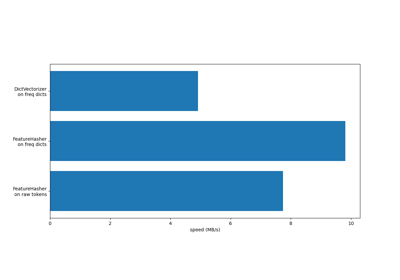 DictVectorizer
on freq dicts
FeatureHasher
on freq dicts
FeatureHasher
on raw tokens
0 2 4 6 8 10
speed (MB/s)